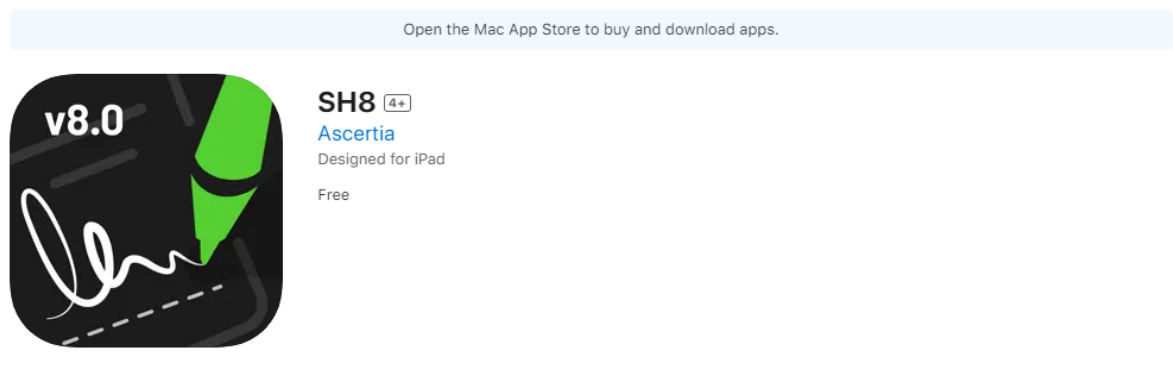 Open the Mac App Store to buy and download apps.
v8.0
SH8 4+
Ascertia
Designed for iPad
Free